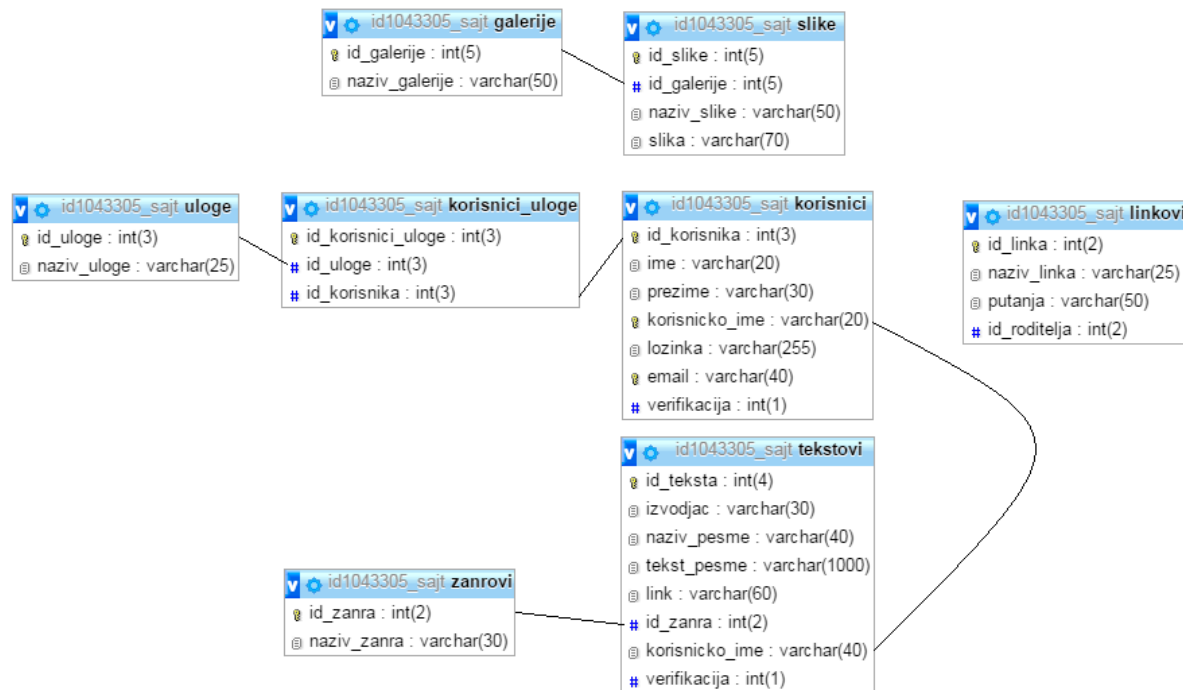 id1043305_sajt galerije
id_galerije : int(5)
naziv_galerije : varchar(50)
id1043305_sajt slike
id_slike : int(5)
# id_galerije : int(5)
naziv_slike : varchar(50)
slika : varchar(70)
id1043305_sajt uloge
id_uloge : int(3)
naziv_uloge : varchar(25)
id1043305_sajt korisnici_uloge
id_korisnici_uloge : int(3)
# id_uloge : int(3)
# id_korisnika : int(3)
id1043305_sajt korisnici
id_korisnika : int(3)
ime : varchar(20)
prezime : varchar(30)
korisnicko_ime : varchar(20)
lozinka : varchar(255)
email : varchar(40)
# verifikacija : int(1)
id1043305_sajt linkovi
id_linka : int(2)
naziv_linka : varchar(25)
putanja : varchar(50)
# id_roditelja : int(2)
id1043305_sajt tekstovi
id_teksta : int(4)
izvodjac : varchar(30)
naziv_pesme : varchar(40)
tekst_pesme : varchar(1000)
link : varchar(60)
# id_zanra : int(2)
korisnicko_ime : varchar(40)
# verifikacija : int(1)
id1043305_sajt zanrovi
id_zanra : int(2)
naziv_zanra : varchar(30)